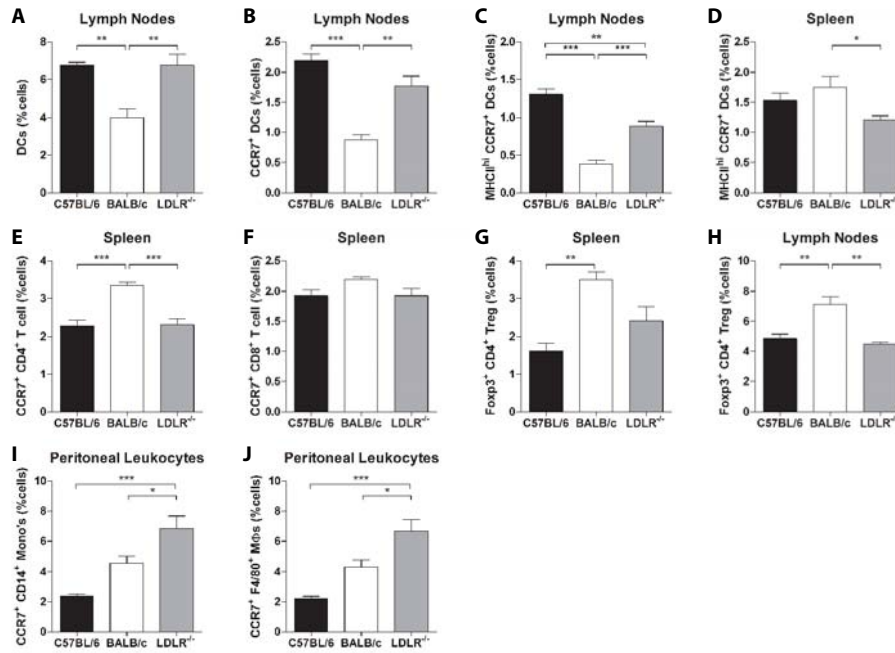 A
Lymph Nodes
DCs (%cells)
8
6
4
2
0
** **
C57BL/6 BALB/c LDLR-/-
B
Lymph Nodes
CCR7+ DCs (%cells)
2.5
2.0
1.5
1.0
0.5
0.0
*** **
C57BL/6 BALB/c LDLR-/-
C
Lymph Nodes
MHCIIhi CCR7+ DCs (%cells)
2.0
1.5
1.0
0.5
0.0
**
*** ***
C57BL/6 BALB/c LDLR-/-
D
Spleen
MHCIIhi CCR7+ DCs (%cells)
2.5
2.0
1.5
1.0
0.5
0.0
*
C57BL/6 BALB/c LDLR-/-
E
Spleen
CCR7+ CD4+ T cell (%cells)
4
3
2
1
0
*** ***
C57BL/6 BALB/c LDLR-/-
F
Spleen
CCR7+ CD8+ T cell (%cells)
2.5
2.0
1.5
1.0
0.5
0.0
C57BL/6 BALB/c LDLR-/-
G
Spleen
Foxp3+ CD4+ Treg (%cells)
4
3
2
1
0
**
C57BL/6 BALB/c LDLR-/-
H
Lymph Nodes
Foxp3+ CD4+ Treg (%cells)
10
8
6
4
2
0
** **
C57BL/6 BALB/c LDLR-/-
I
Peritoneal Leukocytes
CCR7+ CD14+ Mono's (%cells)
10
8
6
4
2
0
***
*
C57BL/6 BALB/c LDLR-/-
J
Peritoneal Leukocytes
CCR7+ F4/80+ MΦs (%cells)
10
8
6
4
2
0
***
*
C57BL/6 BALB/c LDLR-/-